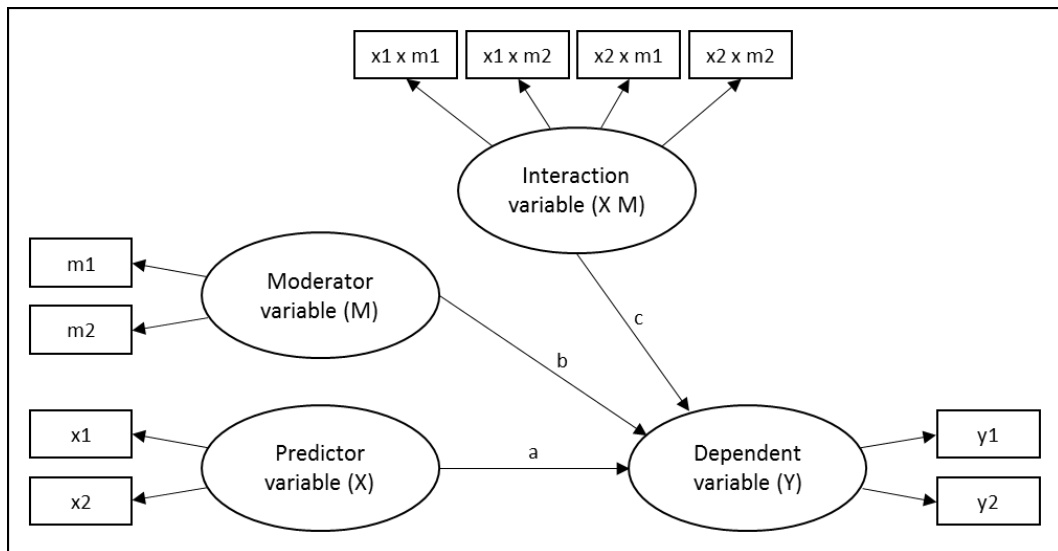 x1 x m1
x1 x m2
x2 x m1
x2 x m2
Interaction
variable (X M)
m1
m2
Moderator
variable (M)
c
b
x1
x2
Predictor
variable (X)
a
Dependent
variable (Y)
y1
y2